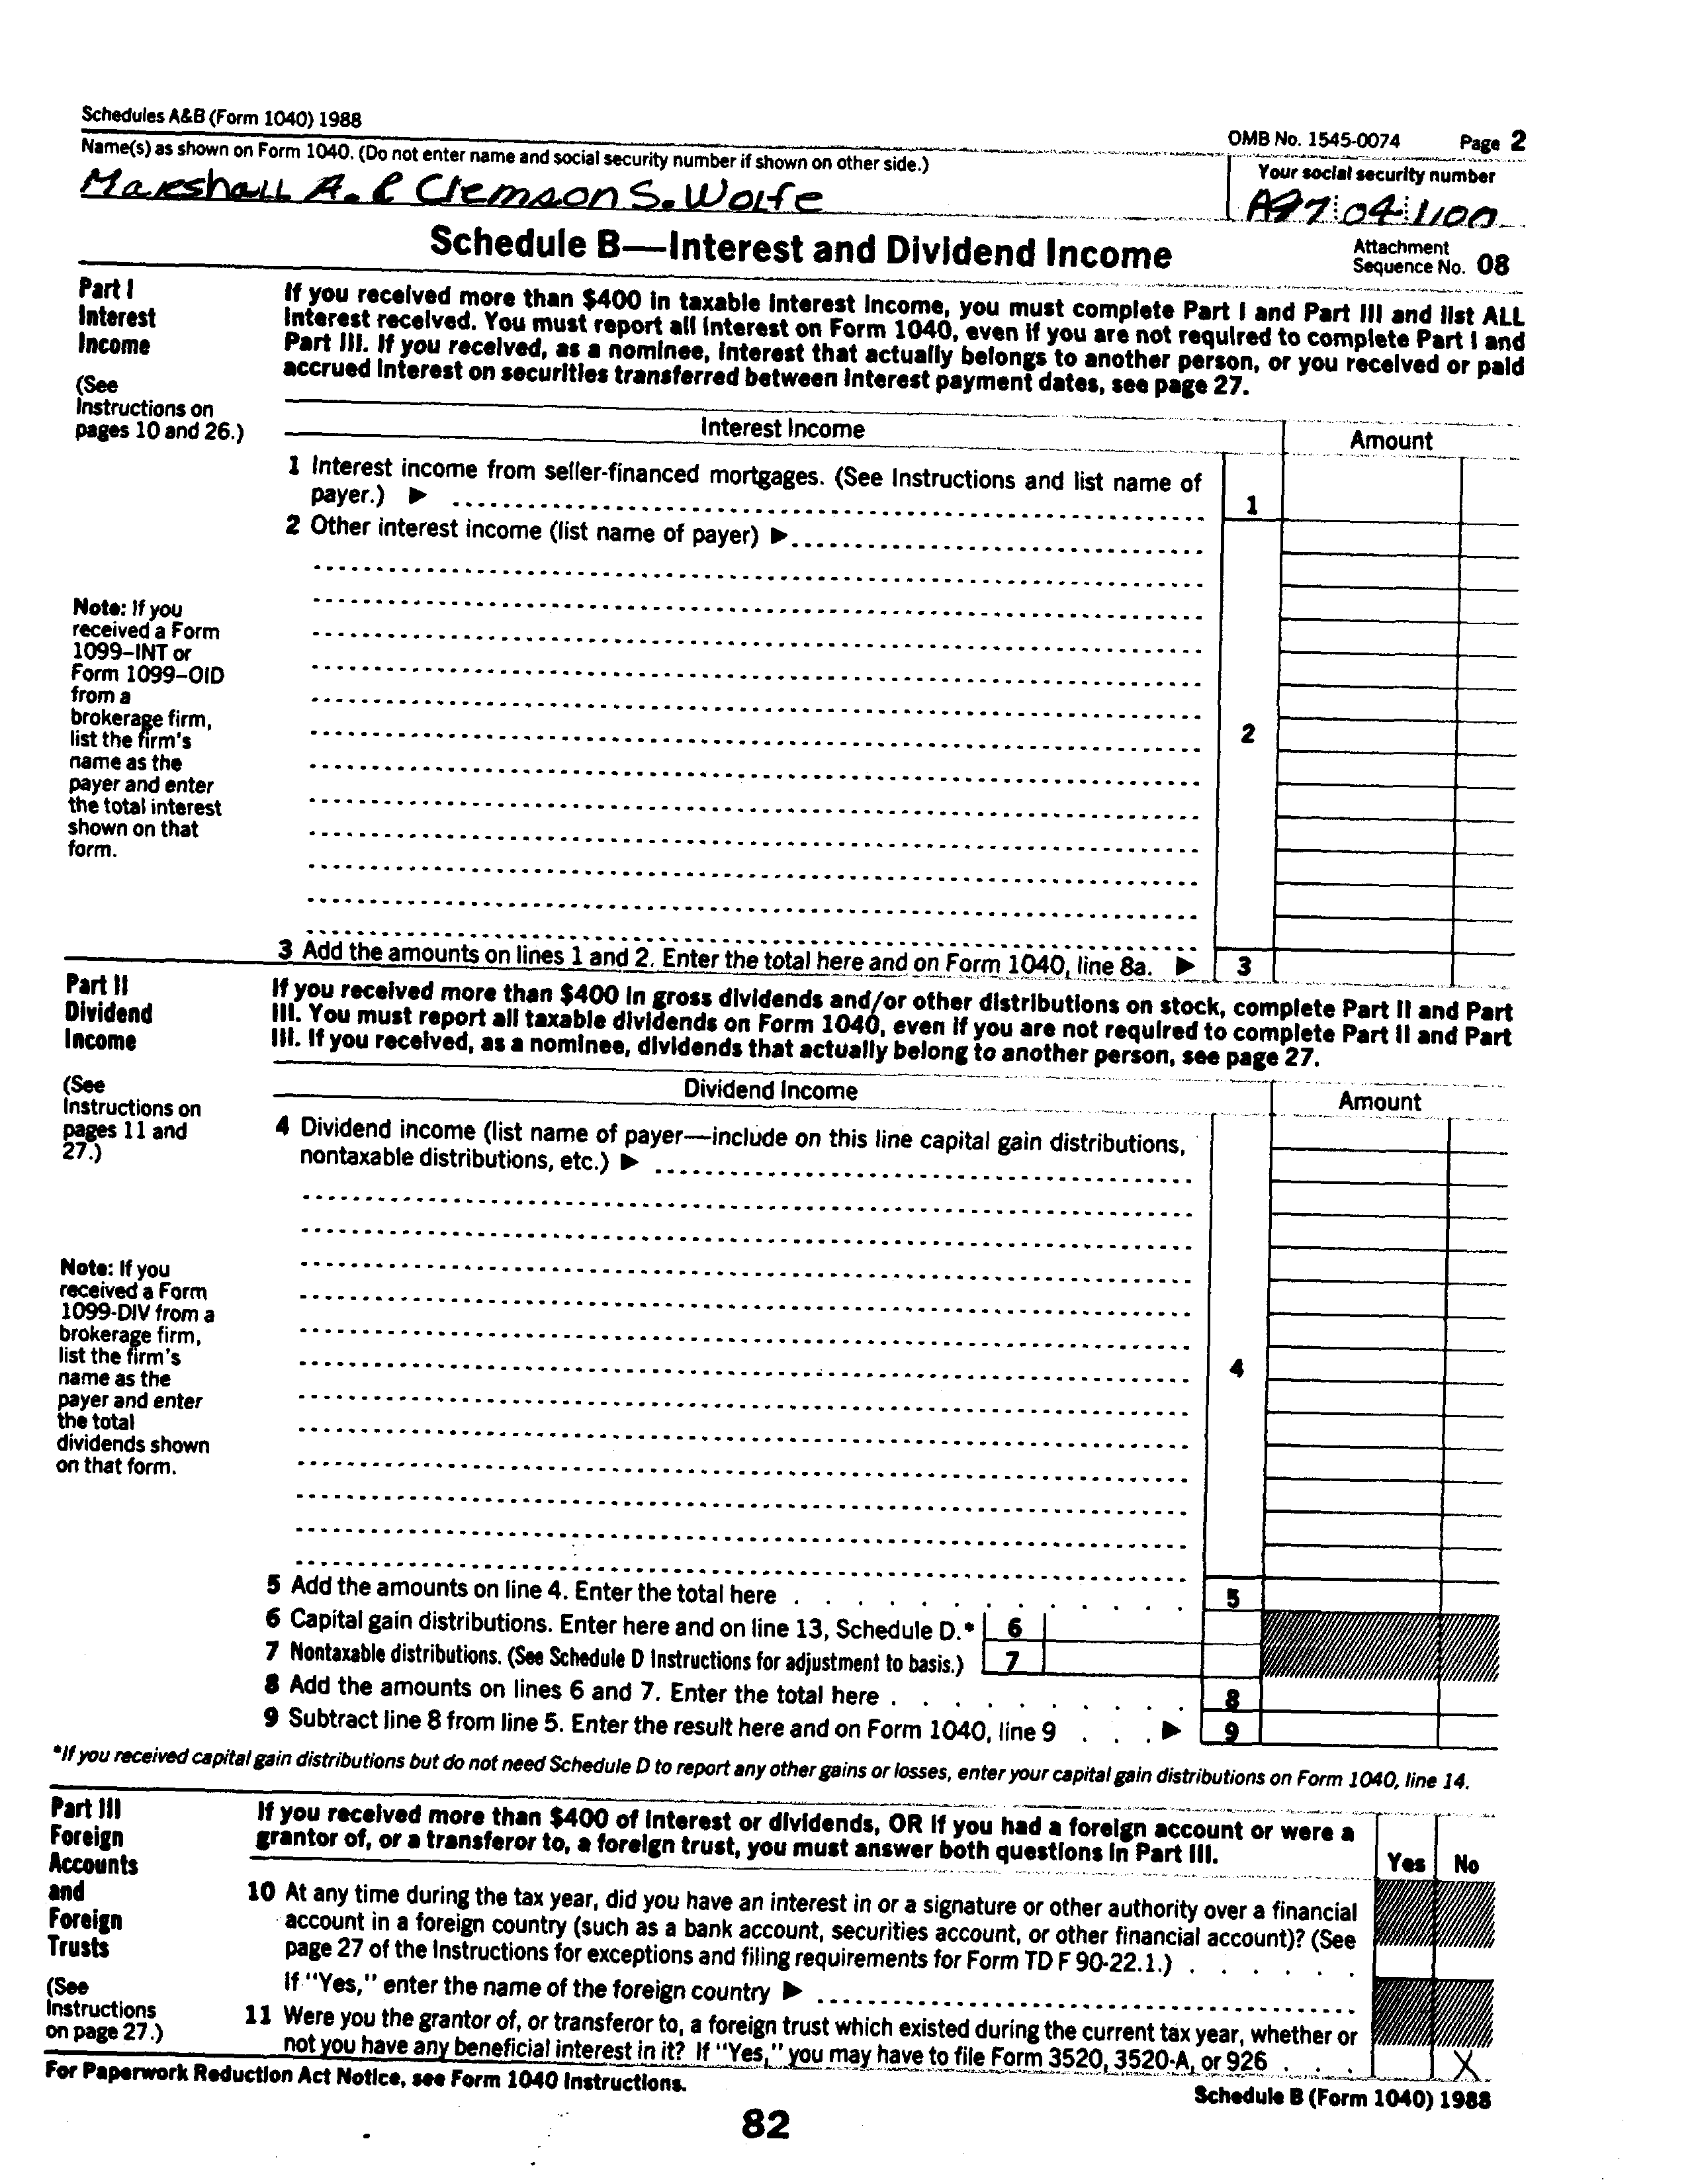 Schedules A&B (Form 1040) 1988
OMB No. 1545-0074 Page 2
Name(s) as shown on Form 1040. (Do not enter name and social security number if shown on other side.)
Your social security number
Marshall A. & Clemson S. Wolfe
04 1100
Schedule B—Interest and Dividend Income
Attachment
Sequence No. 08
Part I
Interest
Income
(See
Instructions on
pages 10 and 26.)
If you received more than $400 in taxable interest income, you must complete Part I and Part III and list ALL
interest received. You must report all interest on Form 1040, even if you are not required to complete Part I and
Part III. If you received, as a nominee, interest that actually belongs to another person, or you received or paid
accrued interest on securities transferred between interest payment dates, see page 27.
Interest Income
Amount
1 Interest income from seller-financed mortgages. (See Instructions and list name of
payer.) ▶
1
2 Other interest income (list name of payer) ▶
Note: If you
received a Form
1099–INT or
Form 1099–OID
from a
brokerage firm,
list the firm's
name as the
payer and enter
the total interest
shown on that
form.
2
3 Add the amounts on lines 1 and 2. Enter the total here and on Form 1040, line 8a. ▶ 3
Part II
Dividend
Income
(See
Instructions on
pages 11 and
27.)
If you received more than $400 in gross dividends and/or other distributions on stock, complete Part II and Part
III. You must report all taxable dividends on Form 1040, even if you are not required to complete Part II and Part
III. If you received, as a nominee, dividends that actually belong to another person, see page 27.
Dividend Income
Amount
4 Dividend income (list name of payer—include on this line capital gain distributions,
nontaxable distributions, etc.) ▶
Note: If you
received a Form
1099-DIV from a
brokerage firm,
list the firm's
name as the
payer and enter
the total
dividends shown
on that form.
4
5 Add the amounts on line 4. Enter the total here . . . . . . . . . . . . 5
6 Capital gain distributions. Enter here and on line 13, Schedule D.* 6
7 Nontaxable distributions. (See Schedule D Instructions for adjustment to basis.) 7
8 Add the amounts on lines 6 and 7. Enter the total here . . . . . . . . . . 8
9 Subtract line 8 from line 5. Enter the result here and on Form 1040, line 9 . . . ▶ 9
*If you received capital gain distributions but do not need Schedule D to report any other gains or losses, enter your capital gain distributions on Form 1040, line 14.
Part III
Foreign
Accounts
and
Foreign
Trusts
(See
Instructions
on page 27.)
If you received more than $400 of interest or dividends, OR if you had a foreign account or were a
grantor of, or a transferor to, a foreign trust, you must answer both questions in Part III.
Yes No
10 At any time during the tax year, did you have an interest in or a signature or other authority over a financial
account in a foreign country (such as a bank account, securities account, or other financial account)? (See
page 27 of the Instructions for exceptions and filing requirements for Form TD F 90-22.1.) . . . . . .
If "Yes," enter the name of the foreign country ▶
11 Were you the grantor of, or transferor to, a foreign trust which existed during the current tax year, whether or
not you have any beneficial interest in it? If "Yes," you may have to file Form 3520, 3520-A, or 926 . . . X
For Paperwork Reduction Act Notice, see Form 1040 Instructions.
Schedule B (Form 1040) 1988
82